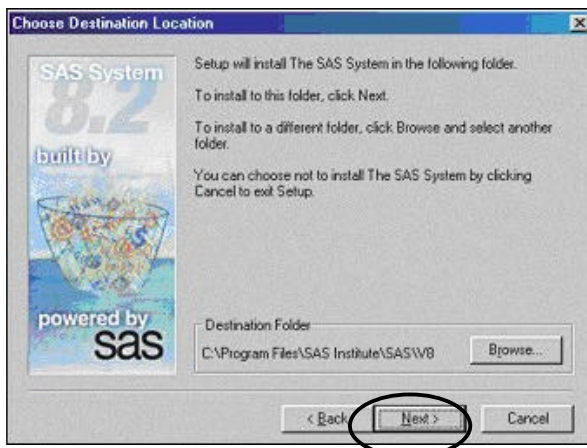 Choose Destination Location
SAS System
8.2
built by
powered by
sas
Setup will install The SAS System in the following folder.
To install to this folder, click Next.
To install to a different folder, click Browse and select another
folder.
You can choose not to install The SAS System by clicking
Cancel to exit Setup.
Destination Folder
C:\Program Files\SAS Institute\SAS\V8
Browse...
< Back
Next >
Cancel